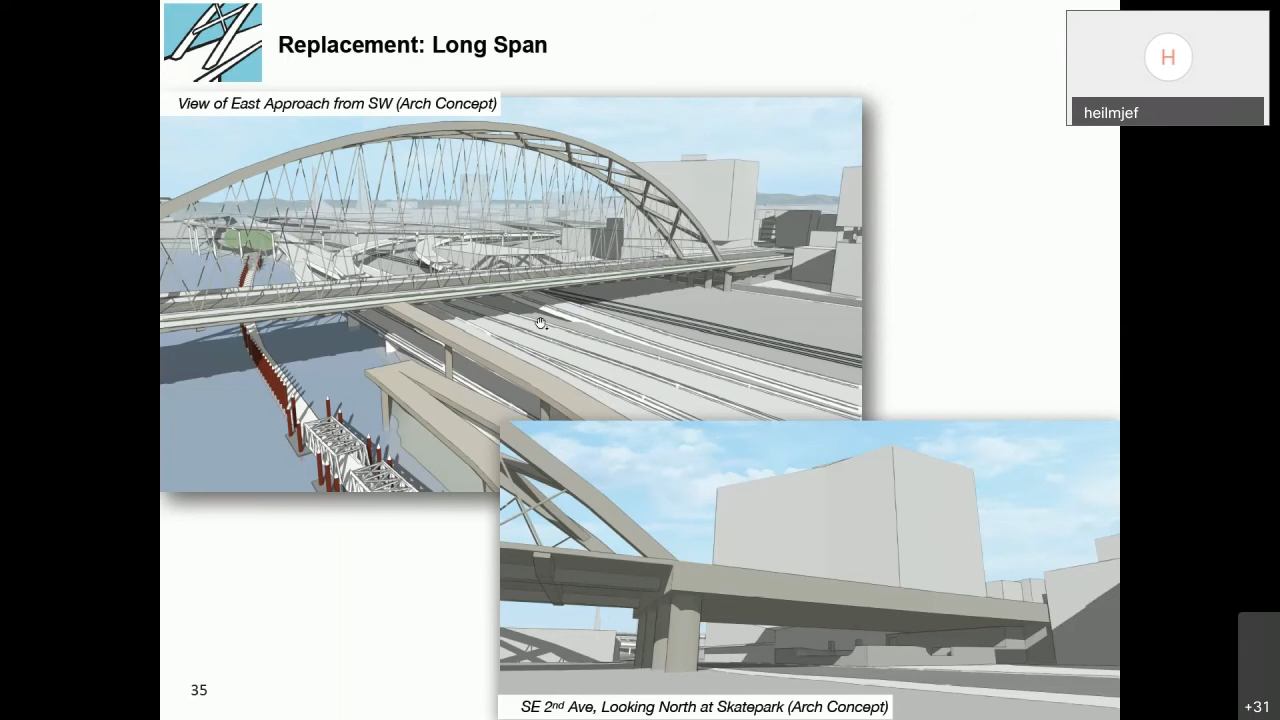 Replacement: Long Span
View of East Approach from SW (Arch Concept)
H
heilmjef
35
SE 2nd Ave, Looking North at Skatepark (Arch Concept)
+31